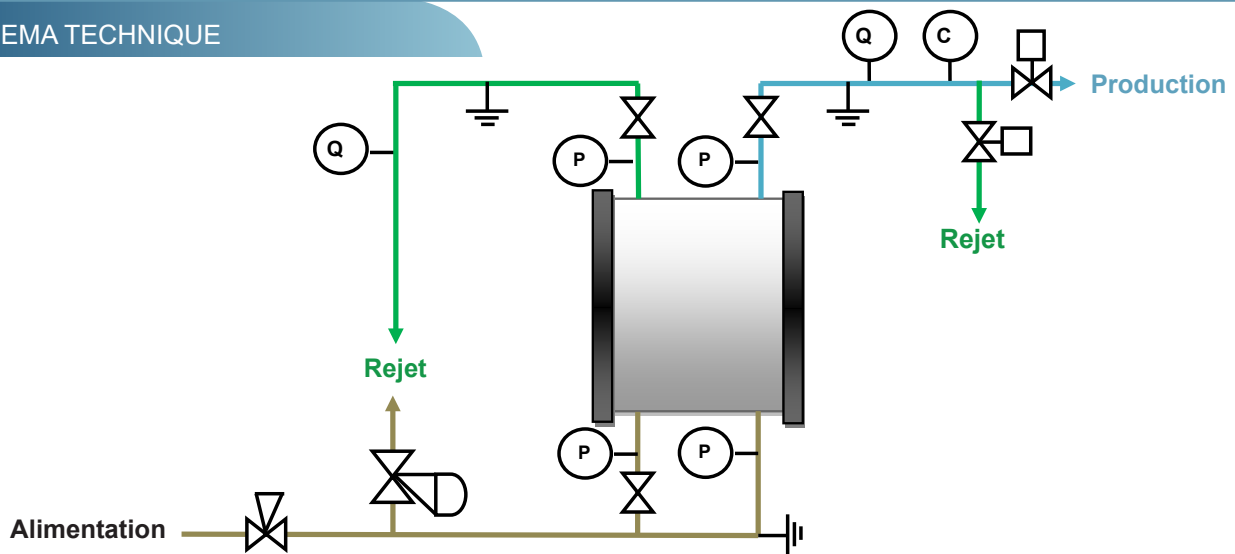 EMA TECHNIQUE
Q
C
Production
Q
P
P
Rejet
Rejet
P
P
Alimentation